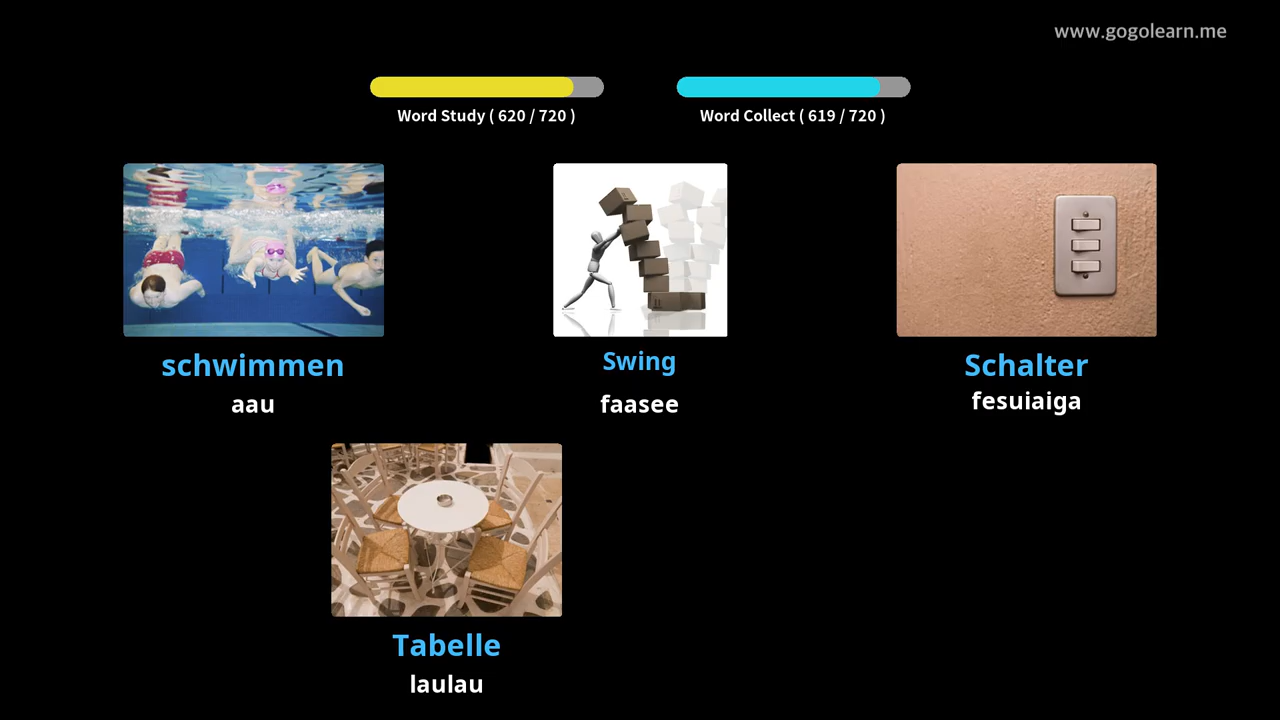 www.gogolearn.me
Word Study ( 620 / 720 )
Word Collect ( 619 / 720 )
schwimmen
aau
Swing
faasee
Schalter
fesuiaiga
Tabelle
laulau